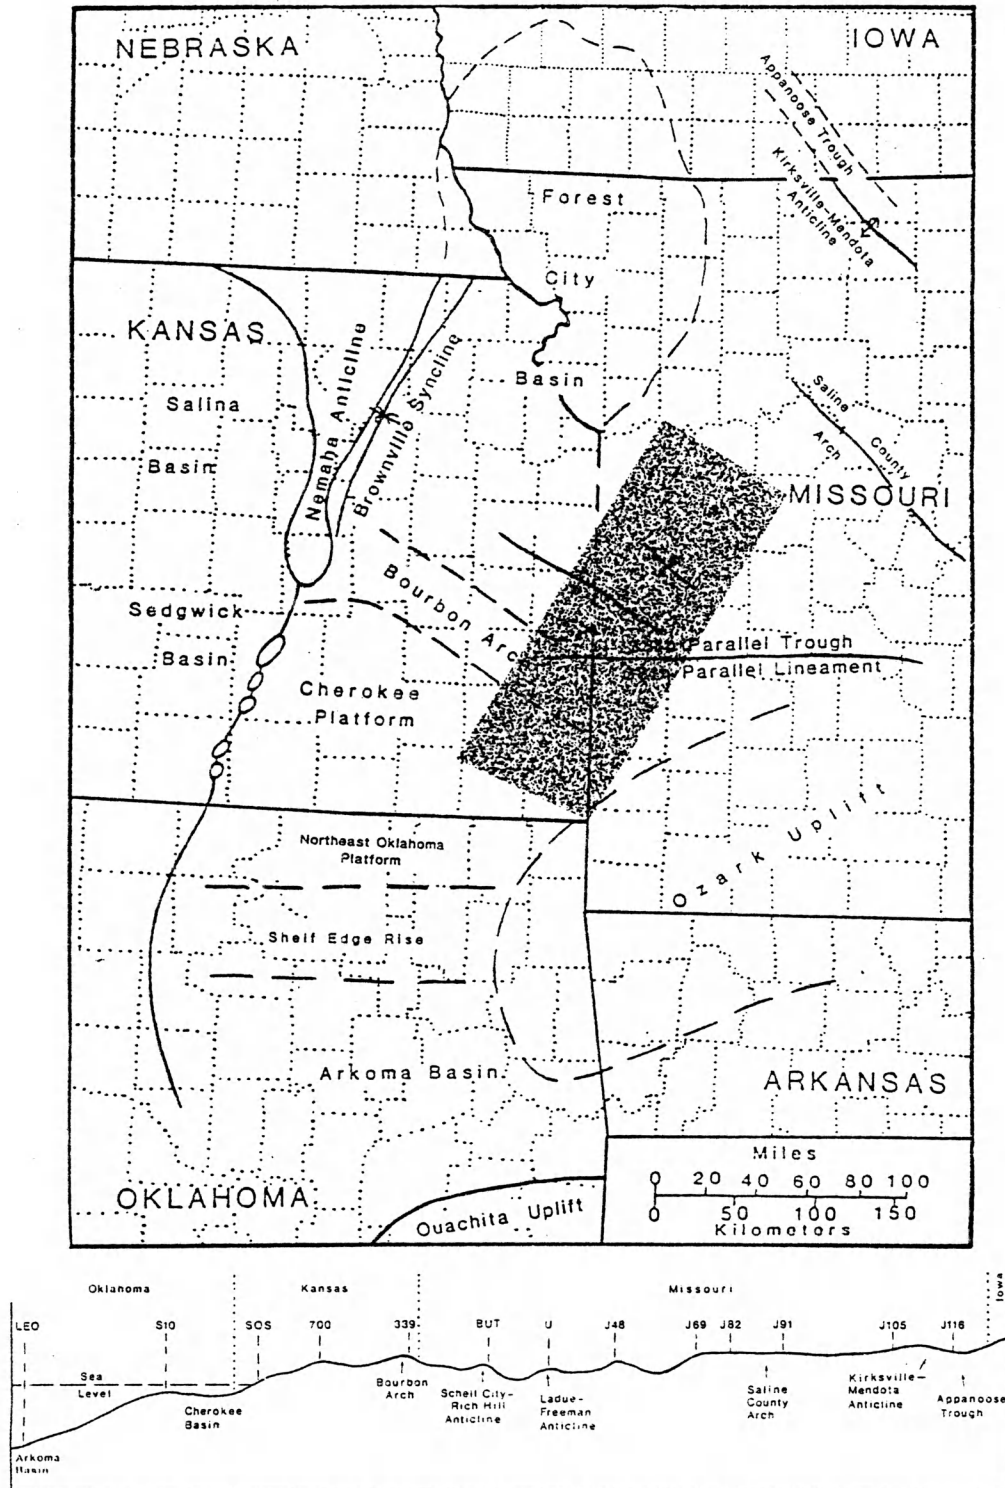 NEBRASKA
IOWA
Appanoose Trough
Kirksville-Mendota
Anticline
Forest
City
Basin
KANSAS
Nemaha Anticline
Brownville Syncline
Salina
Basin
Saline County
Arch
MISSOURI
Bourbon Arch
Sedgwick
Basin
Parallel Trough
Parallel Lineament
Cherokee
Platform
Ozark Uplift
Northeast Oklahoma
Platform
Shelf Edge Rise
Arkoma Basin
ARKANSAS
OKLAHOMA
Ouachita Uplift
Miles
0 20 40 60 80 100
0 50 100 150
Kilometers
Oklahoma Kansas Missouri Iowa
LEO S10 SOS 700 339 BUT U J48 J69 J82 J91 J105 J116
Sea
Level
Arkoma
Basin
Cherokee
Basin
Bourbon
Arch
Schell City-
Rich Hill
Anticline
Ladue-
Freeman
Anticline
Saline
County
Arch
Kirksville-
Mendota
Anticline
Appanoose
Trough